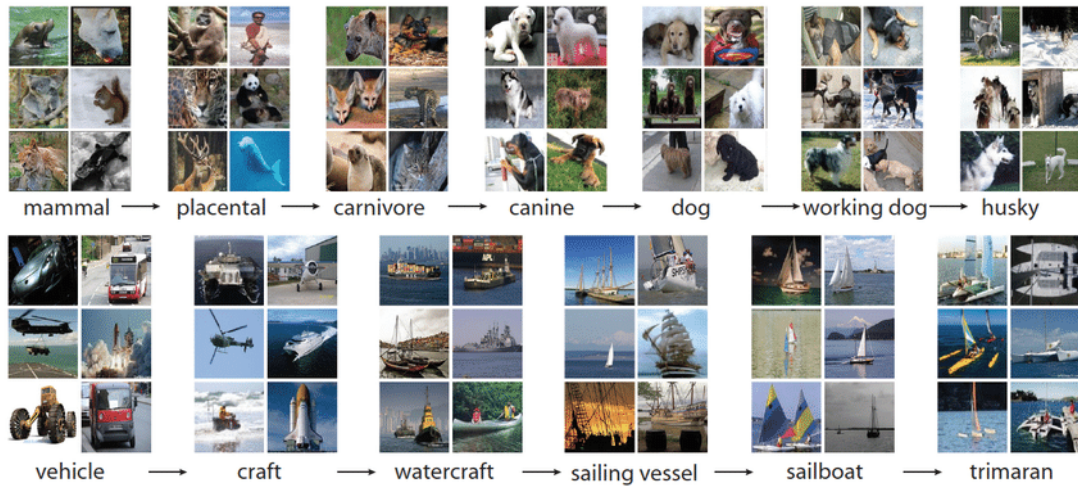 mammal → placental → carnivore → canine → dog → working dog → husky
vehicle → craft → watercraft → sailing vessel → sailboat → trimaran